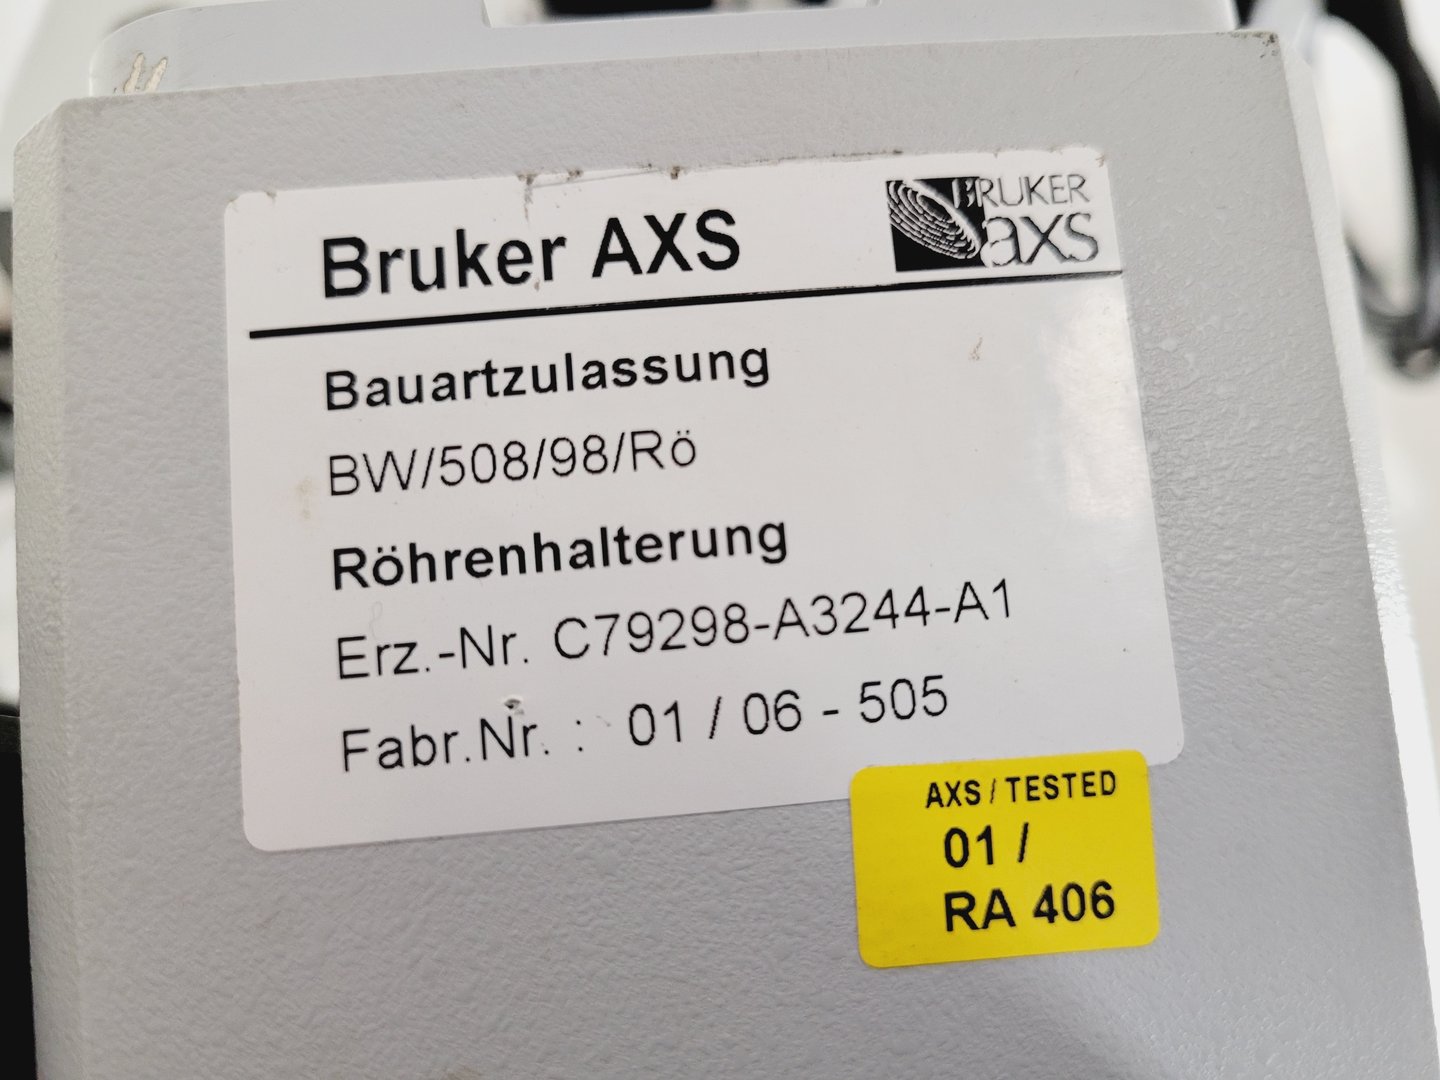 Bruker AXS
BRUKER
axs
Bauartzulassung
BW/508/98/Rö
Röhrenhalterung
Erz.-Nr. C79298-A3244-A1
Fabr.Nr. : 01 / 06 - 505
AXS / TESTED
01 /
RA 406